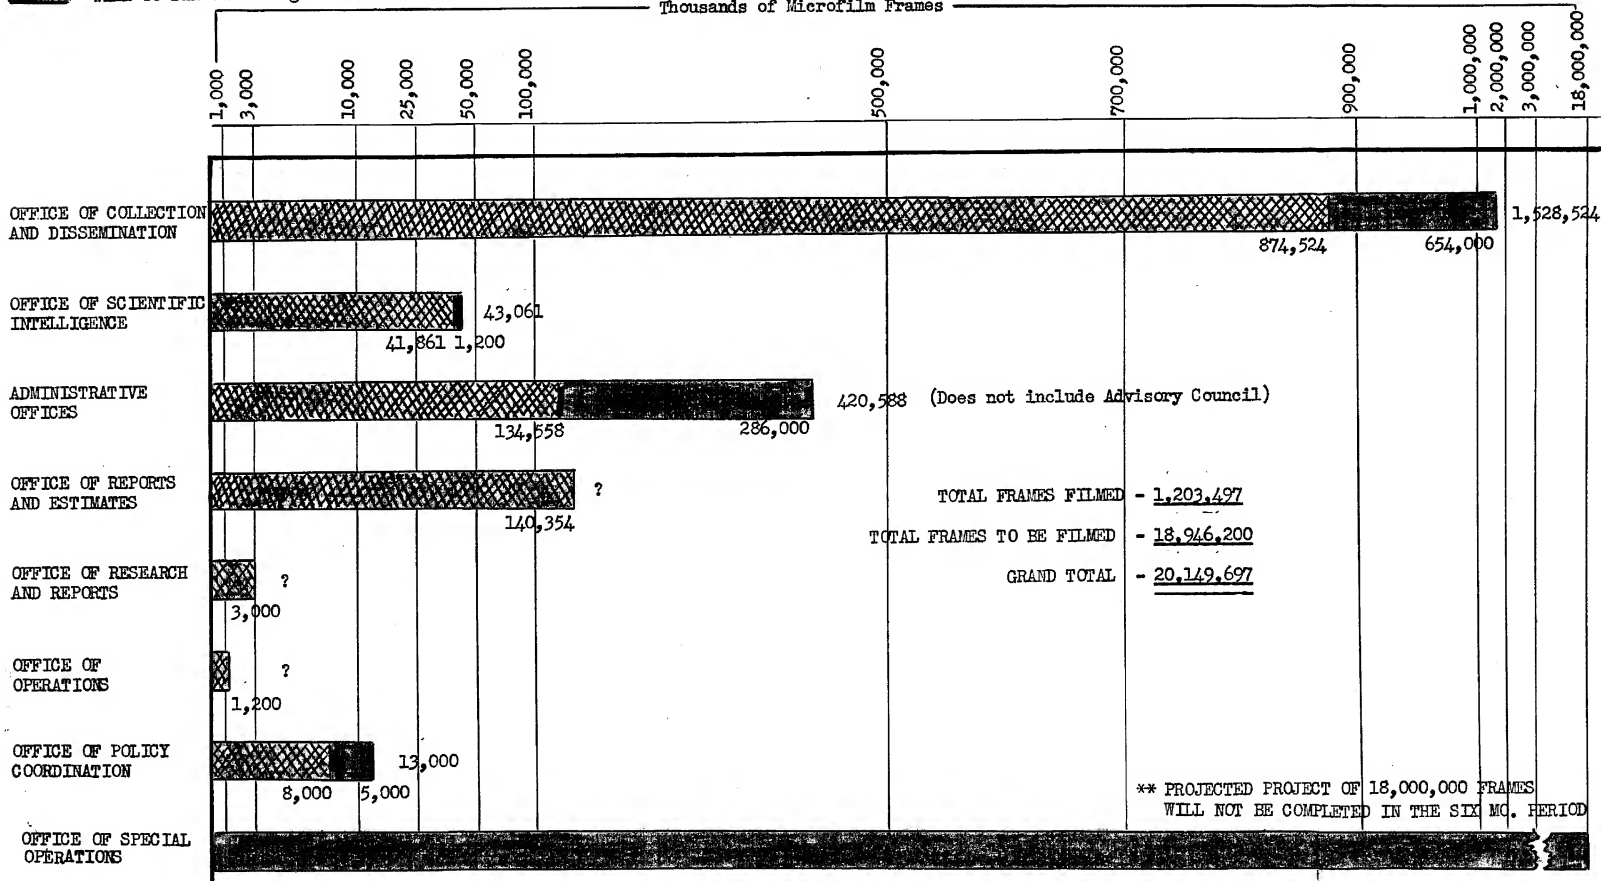 Thousands of Microfilm Frames
1,000
3,000
10,000
25,000
50,000
100,000
500,000
700,000
900,000
1,000,000
2,000,000
3,000,000
18,000,000
OFFICE OF COLLECTION
AND DISSEMINATION
1,528,524
874,524
654,000
OFFICE OF SCIENTIFIC
INTELLIGENCE
43,061
41,861 1,200
ADMINISTRATIVE
OFFICES
420,588 (Does not include Advisory Council)
134,558
286,000
OFFICE OF REPORTS
AND ESTIMATES
?
140,354
TOTAL FRAMES FILMED - 1,203,497
TOTAL FRAMES TO BE FILMED - 18,946,200
GRAND TOTAL - 20,149,697
OFFICE OF RESEARCH
AND REPORTS
?
3,000
OFFICE OF
OPERATIONS
?
1,200
OFFICE OF POLICY
COORDINATION
13,000
8,000 5,000
** PROJECTED PROJECT OF 18,000,000 FRAMES
WILL NOT BE COMPLETED IN THE SIX MO. PERIOD
OFFICE OF SPECIAL
OPERATIONS